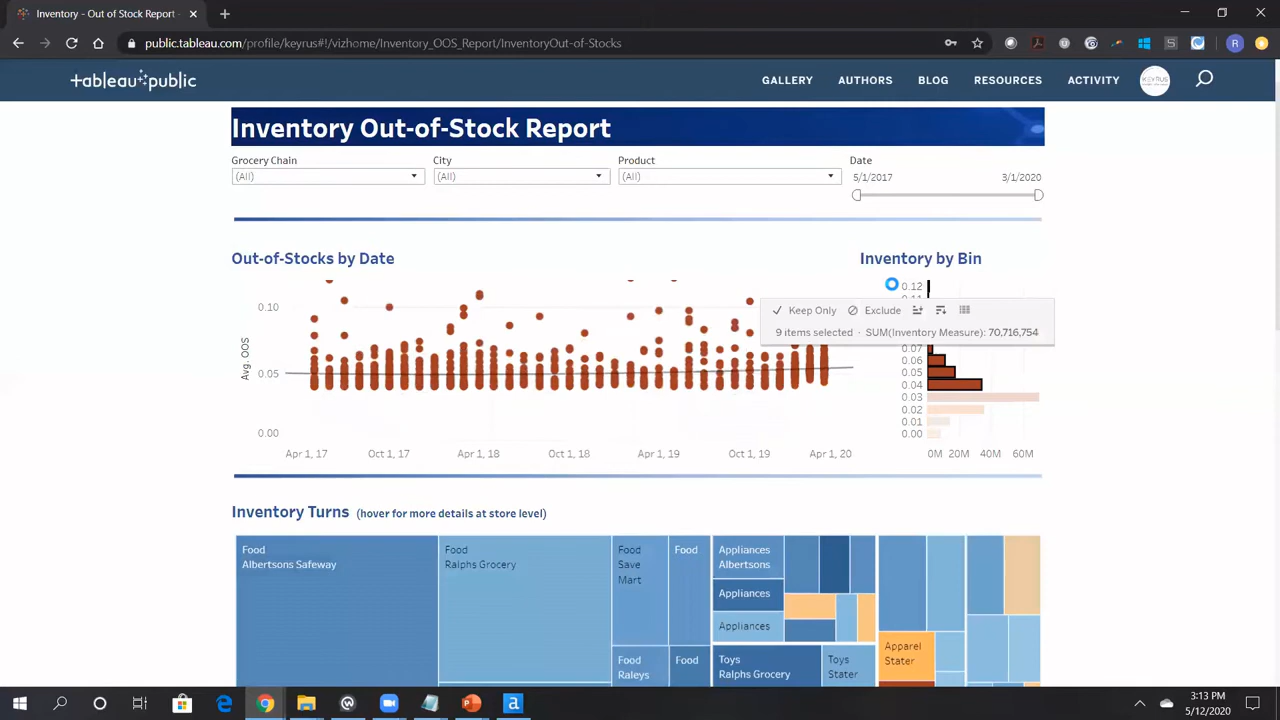 Inventory - Out of Stock Report
public.tableau.com/profile/keyrus#!/vizhome/Inventory_OOS_Report/InventoryOut-of-Stocks
R
tableau public
GALLERY AUTHORS BLOG RESOURCES ACTIVITY
KEYRUS
Inventory Out-of-Stock Report
Grocery Chain City Product Date
(All) (All) (All) 5/1/2017 3/1/2020
Out-of-Stocks by Date Inventory by Bin
Avg. OOS
0.10
0.05
0.00
Apr 1, 17 Oct 1, 17 Apr 1, 18 Oct 1, 18 Apr 1, 19 Oct 1, 19 Apr 1, 20
0.12
Keep Only Exclude
9 items selected · SUM(Inventory Measure): 70,716,754
0.07
0.06
0.05
0.04
0.03
0.02
0.01
0.00
0M 20M 40M 60M
Inventory Turns (hover for more details at store level)
Food
Albertsons Safeway
Food
Ralphs Grocery
Food
Save
Mart
Food
Food
Raleys
Food
Appliances
Albertsons
Appliances
Appliances
Toys
Ralphs Grocery
Toys
Stater
Apparel
Stater
3:13 PM
5/12/2020